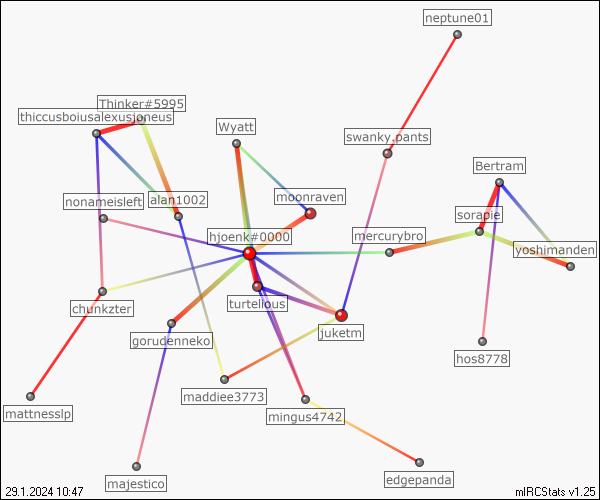 neptune01
Thinker#5995
thiccusboiusalexusjoneus
Wyatt
swanky.pants
Bertram
nonameisleft
alan1002
moonraven
sorapie
hjoenk#0000
mercurybro
yoshimanden
chunkzter
turtelious
juketm
gorudenneko
hos8778
maddiee3773
mattnesslp
mingus4742
majestico
edgepanda
29.1.2024 10:47
mIRCStats v1.25